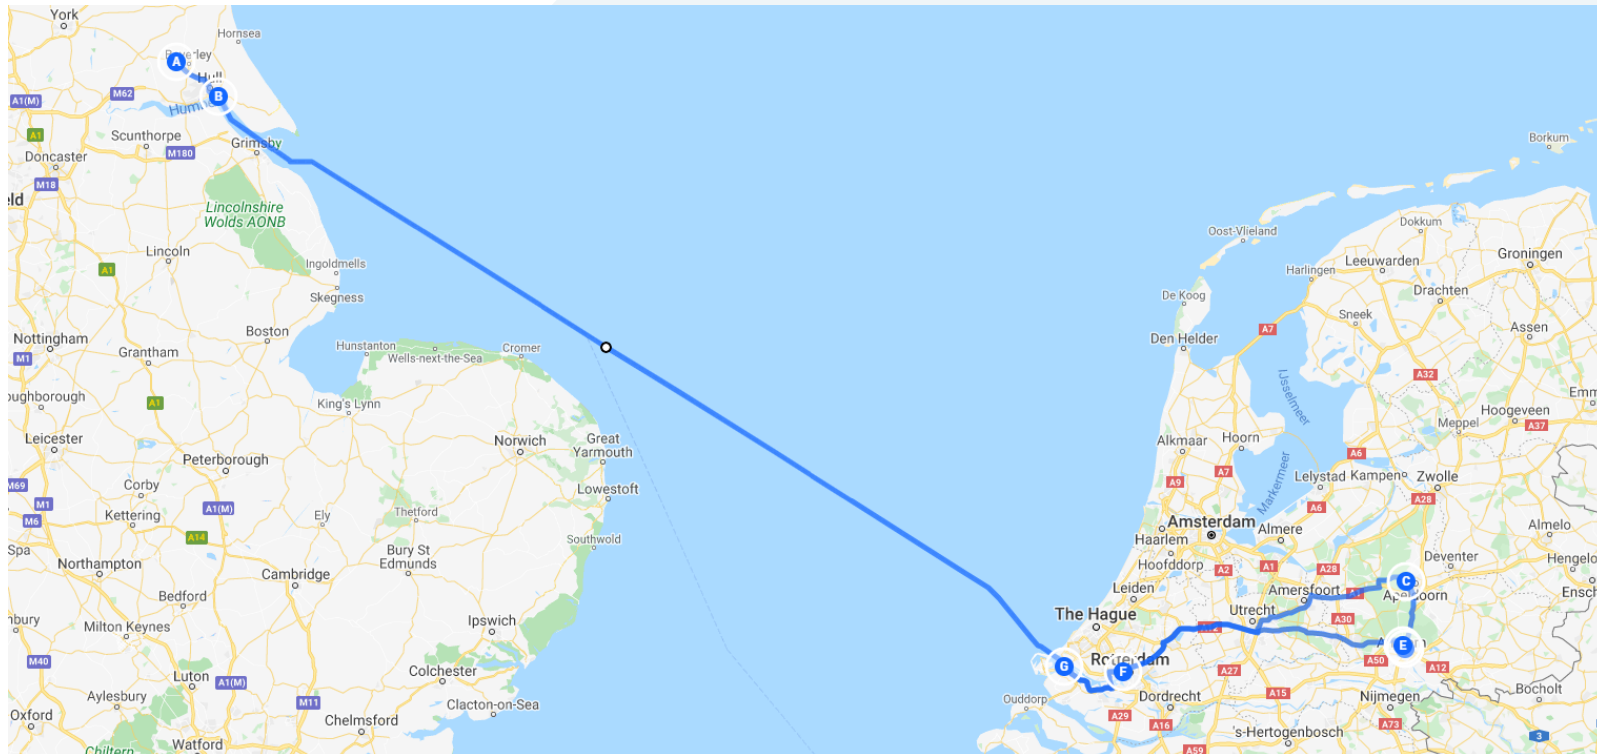 York
Hornsea
A
Hull
B
M62
A1(M)
A1
Scunthorpe
Grimsby
M180
Doncaster
M18
Lincolnshire
Wolds AONB
Lincoln
Ingoldmells
A1
Skegness
Boston
Nottingham
M1
Grantham
Hunstanton
Wells-next-the-Sea
Cromer
A1
King's Lynn
Leicester
Norwich
Great
Yarmouth
Peterborough
Corby
M1
M6
Kettering
A1(M)
Ely
Thetford
Lowestoft
A14
Southwold
Northampton
Bury St
Edmunds
Cambridge
Bedford
Milton Keynes
Ipswich
M40
Luton
A1(M)
Colchester
Aylesbury
M11
Clacton-on-Sea
Oxford
Chelmsford
Watford
Borkum
Oost-Vlieland
Dokkum
Groningen
Harlingen
Leeuwarden
De Koog
Drachten
Den Helder
A7
Sneek
Assen
IJsselmeer
A32
Hoogeveen
Meppel
A37
Alkmaar
Hoorn
A7
A6
Markermeer
Lelystad
Kampen
Zwolle
A9
A28
A6
Amsterdam
Almere
Haarlem
Almelo
Hoofddorp
A2
A1
A28
Deventer
Leiden
Amersfoort
C
The Hague
Utrecht
A30
A12
E
G
Rotterdam
F
A50
A12
A27
Ouddorp
Dordrecht
A15
Nijmegen
Bocholt
A29
A16
's-Hertogenbosch
A73
A59
3